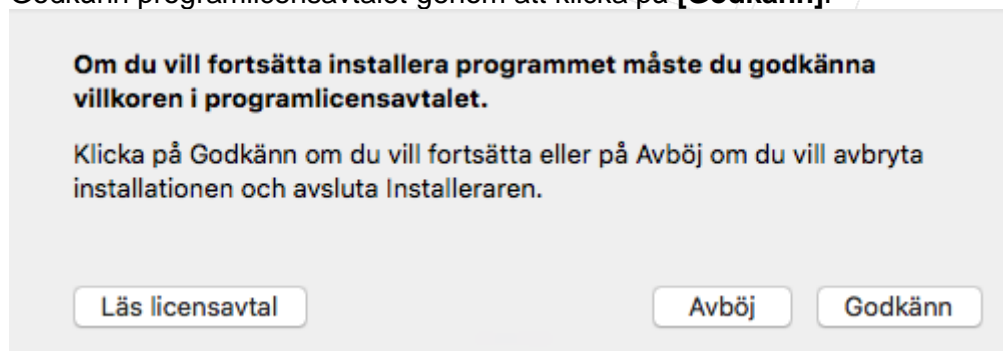 Godkänn programlicensavtalet genom att klicka på [Godkänn].
Om du vill fortsätta installera programmet måste du godkänna
villkoren i programlicensavtalet.
Klicka på Godkänn om du vill fortsätta eller på Avböj om du vill avbryta
installationen och avsluta Installeraren.
Läs licensavtal
Avböj
Godkänn